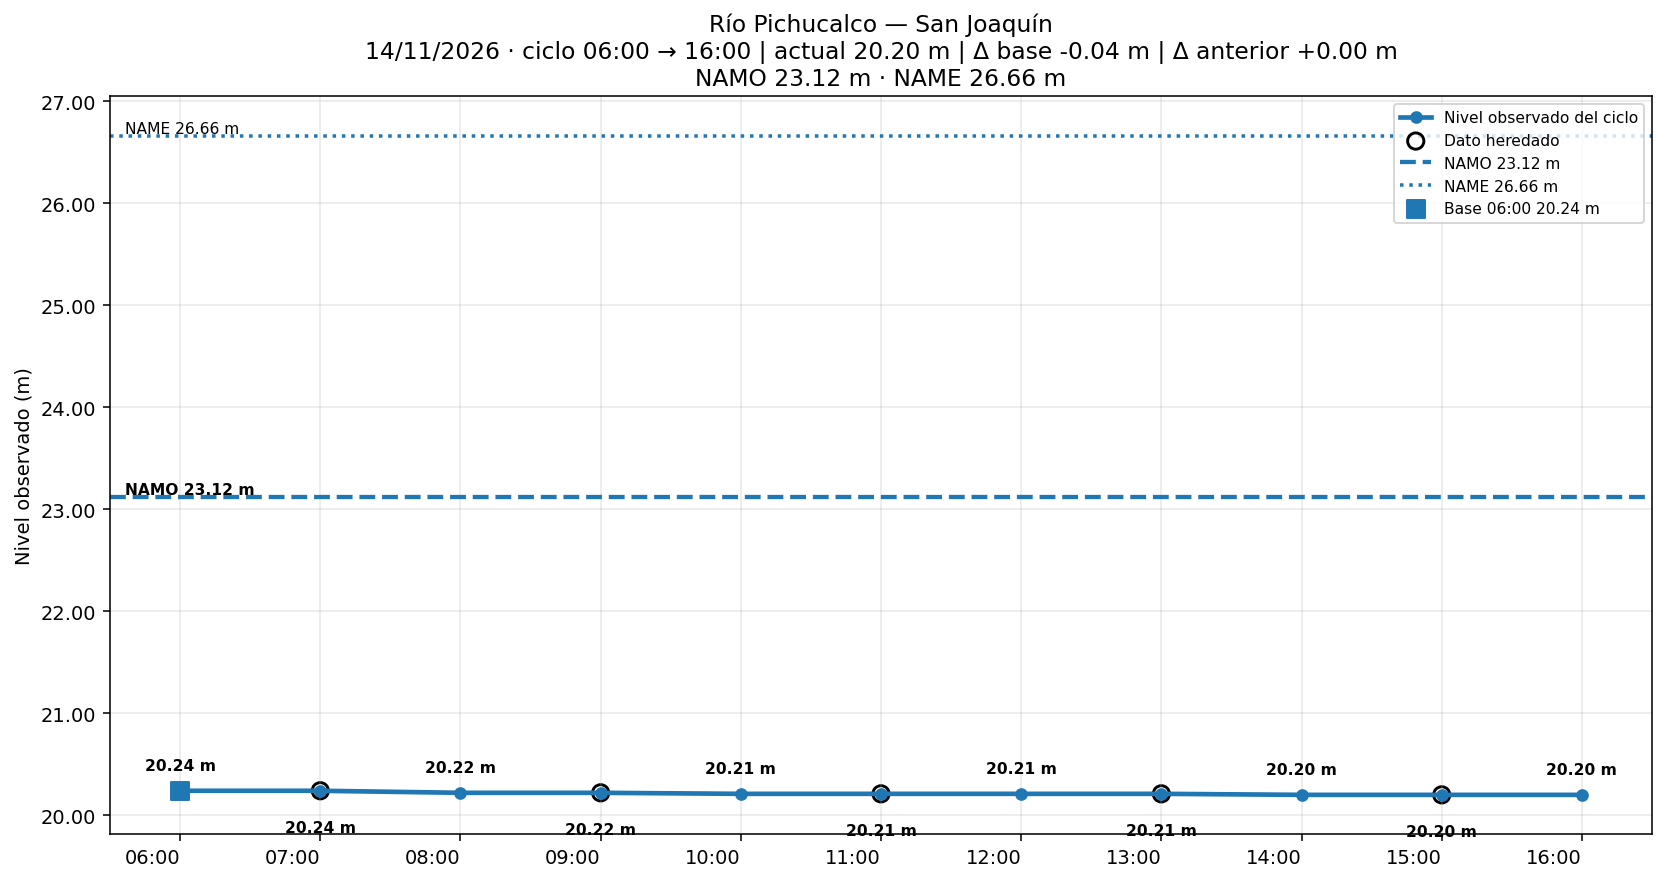 Río Pichucalco — San Joaquín
14/11/2026 · ciclo 06:00 → 16:00 | actual 20.20 m | Δ base -0.04 m | Δ anterior +0.00 m
NAMO 23.12 m · NAME 26.66 m
27.00
NAME 26.66 m
Nivel observado del ciclo
Dato heredado
NAMO 23.12 m
NAME 26.66 m
Base 06:00 20.24 m
26.00
25.00
24.00
Nivel observado (m)
NAMO 23.12 m
23.00
22.00
21.00
20.24 m
20.22 m
20.21 m
20.21 m
20.20 m
20.20 m
20.00
20.24 m
20.22 m
20.21 m
20.21 m
20.20 m
06:00
07:00
08:00
09:00
10:00
11:00
12:00
13:00
14:00
15:00
16:00